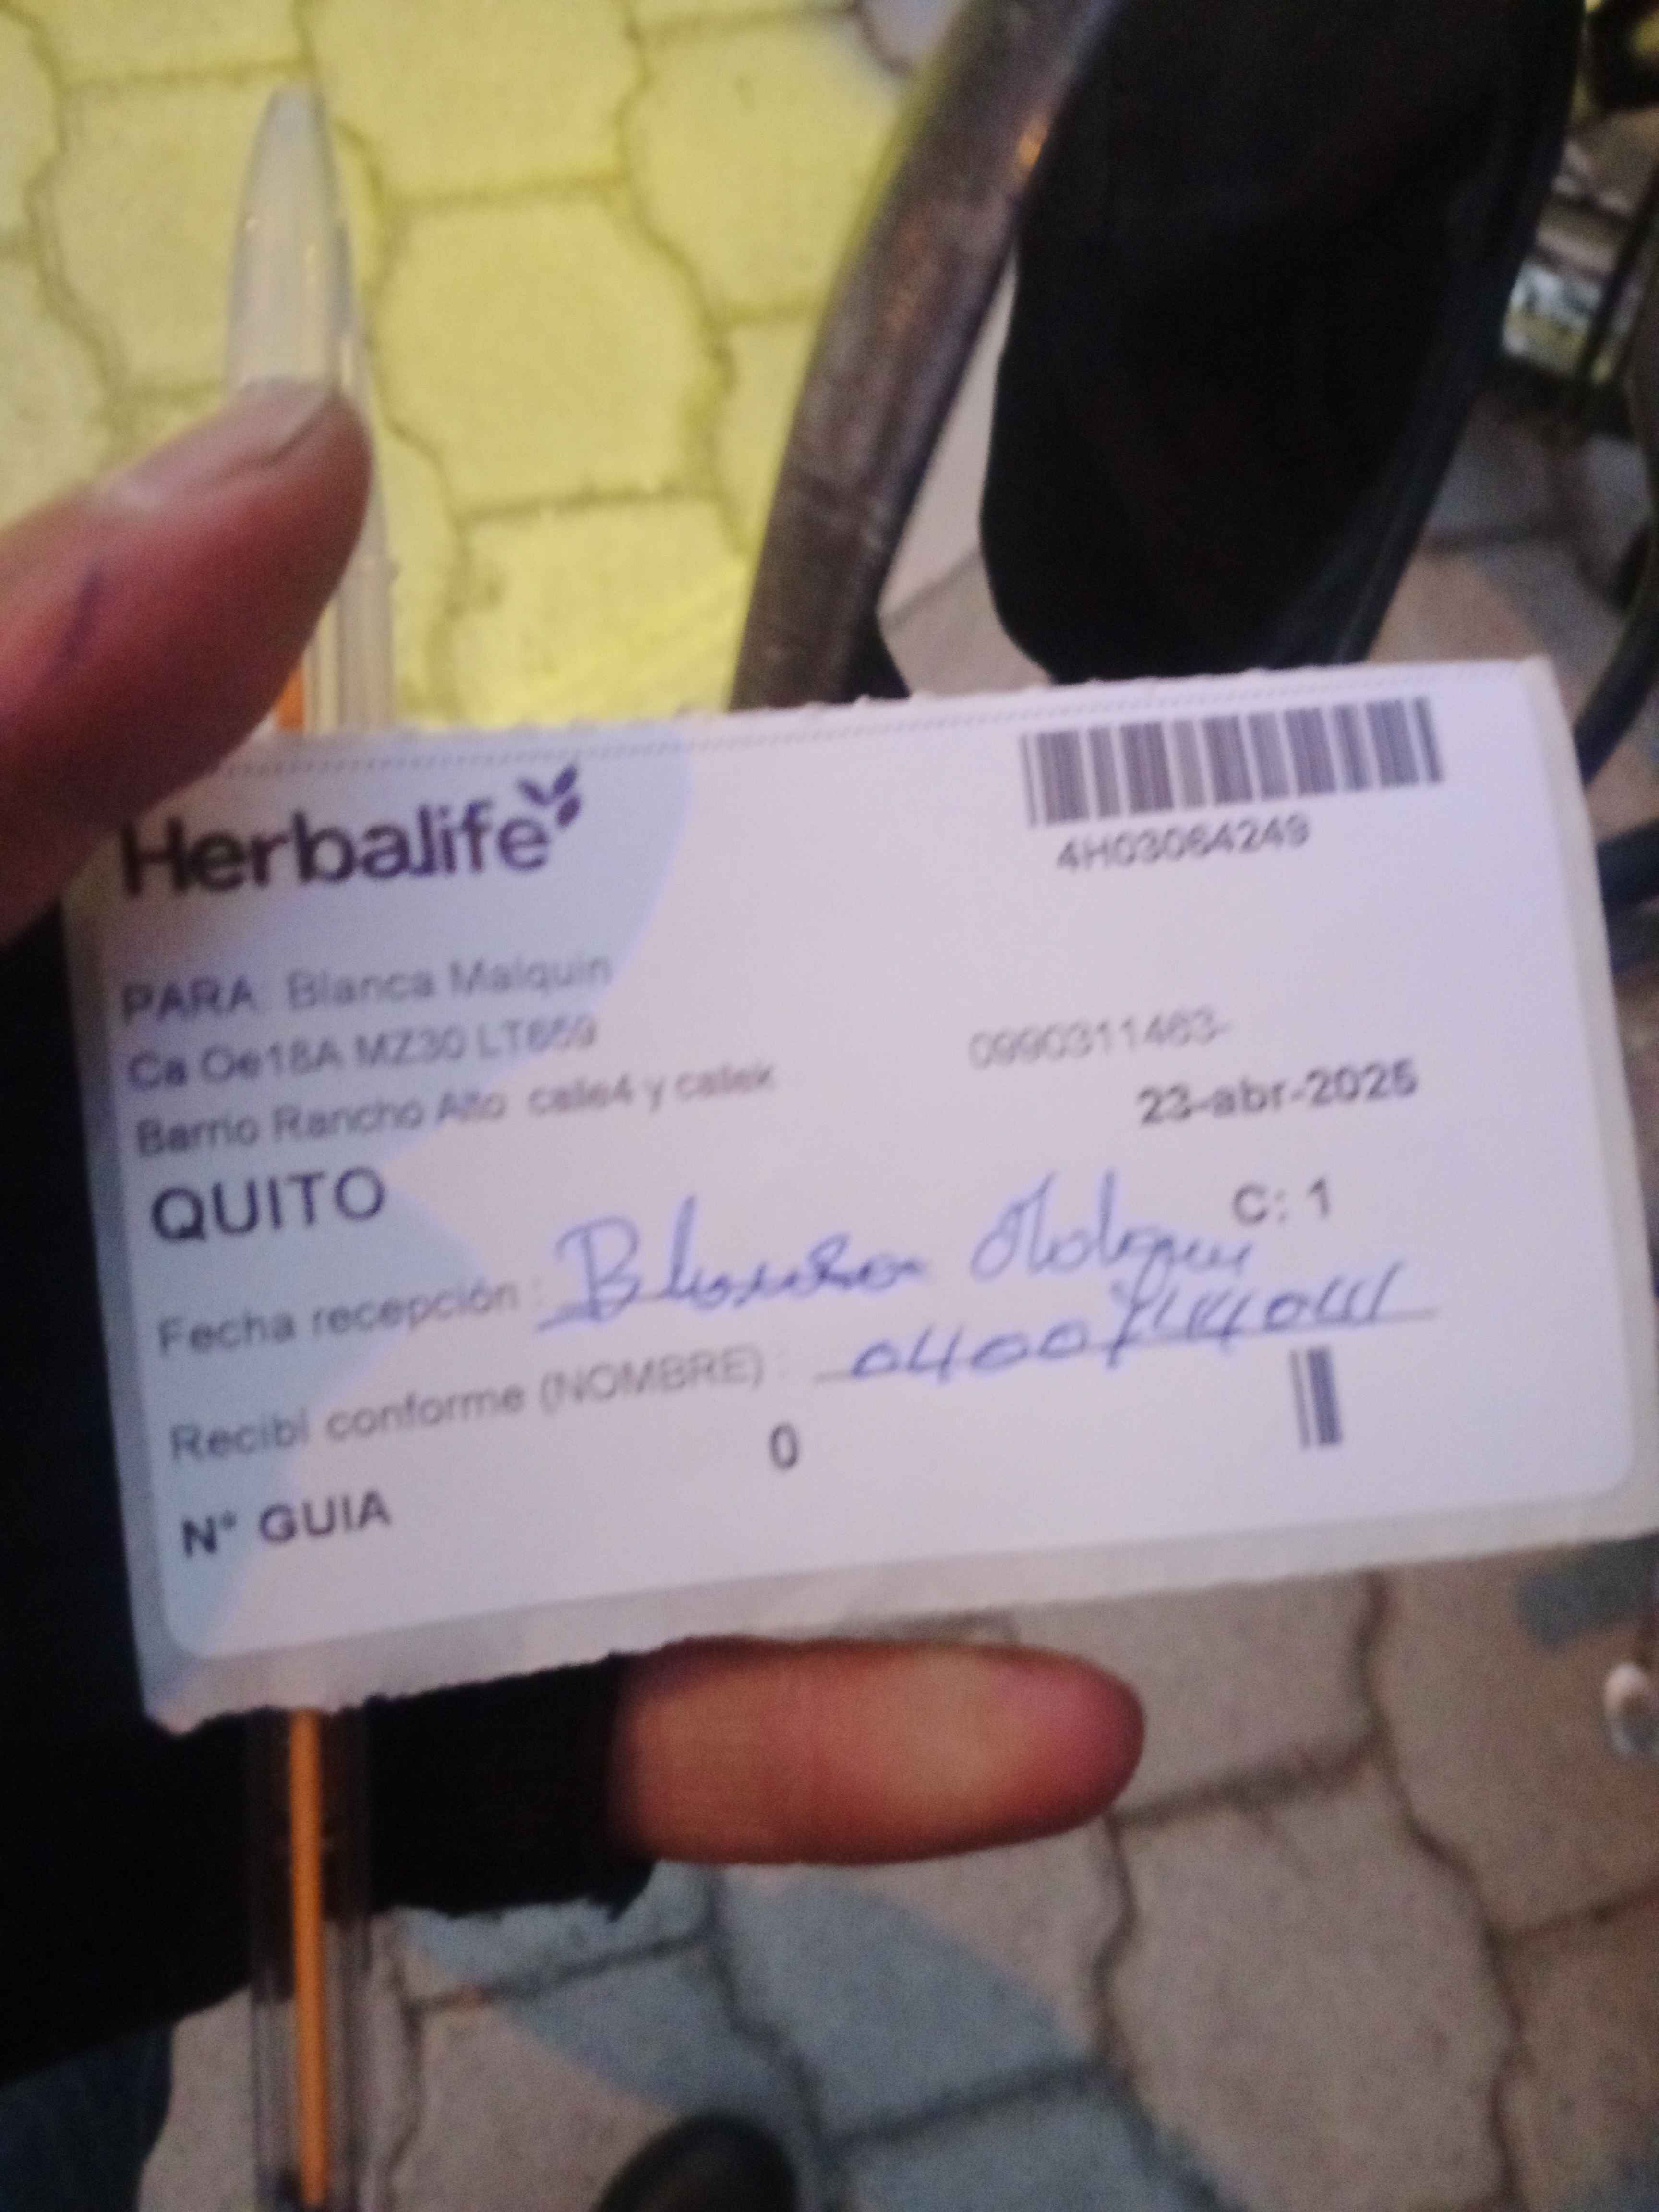 Herbalife
4H03064249
PARA: Blanca Malquin
Ca Oe18A MZ30 LT659
0990311463-
Barrio Rancho Alto calle4 y callek
23-abr-2025
QUITO
C: 1
Fecha recepción :
Recibí conforme (NOMBRE) :
0
N° GUIA